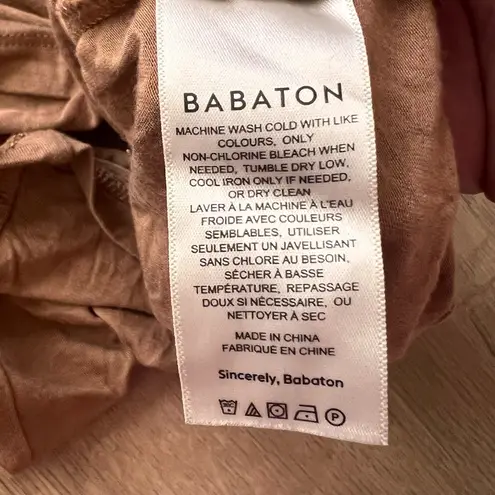 BABATON
MACHINE WASH COLD WITH LIKE
COLOURS, ONLY
NON-CHLORINE BLEACH WHEN
NEEDED, TUMBLE DRY LOW,
COOL IRON ONLY IF NEEDED,
OR DRY CLEAN
LAVER À LA MACHINE À L'EAU
FROIDE AVEC COULEURS
SEMBLABLES, UTILISER
SEULEMENT UN JAVELLISANT
SANS CHLORE AU BESOIN,
SÉCHER À BASSE
TEMPÉRATURE, REPASSAGE
DOUX SI NÉCESSAIRE, OU
NETTOYER À SEC
MADE IN CHINA
FABRIQUÉ EN CHINE
Sincerely, Babaton
P